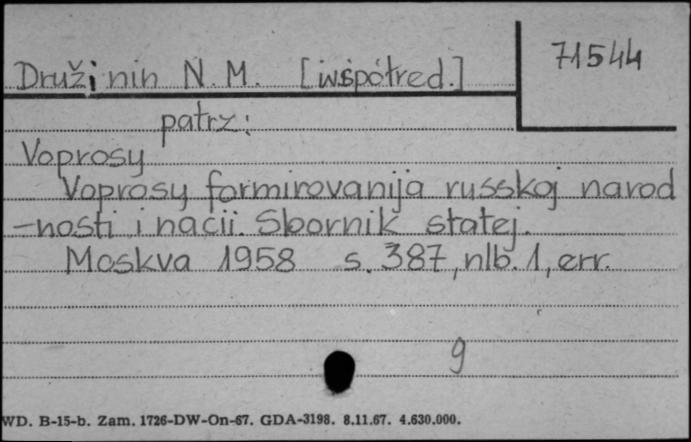 71544
Družinin N. M. [współred.]
patrz:
Voprosy
Voprosy formirovanija russkoj narod
-nosti i nacii. Sbornik statej.
Moskva 1958 s. 387, nlb. 1, err.
9
WD. B-15-b. Zam. 1726-DW-On-67. GDA-3198. 8.11.67. 4.630.000.